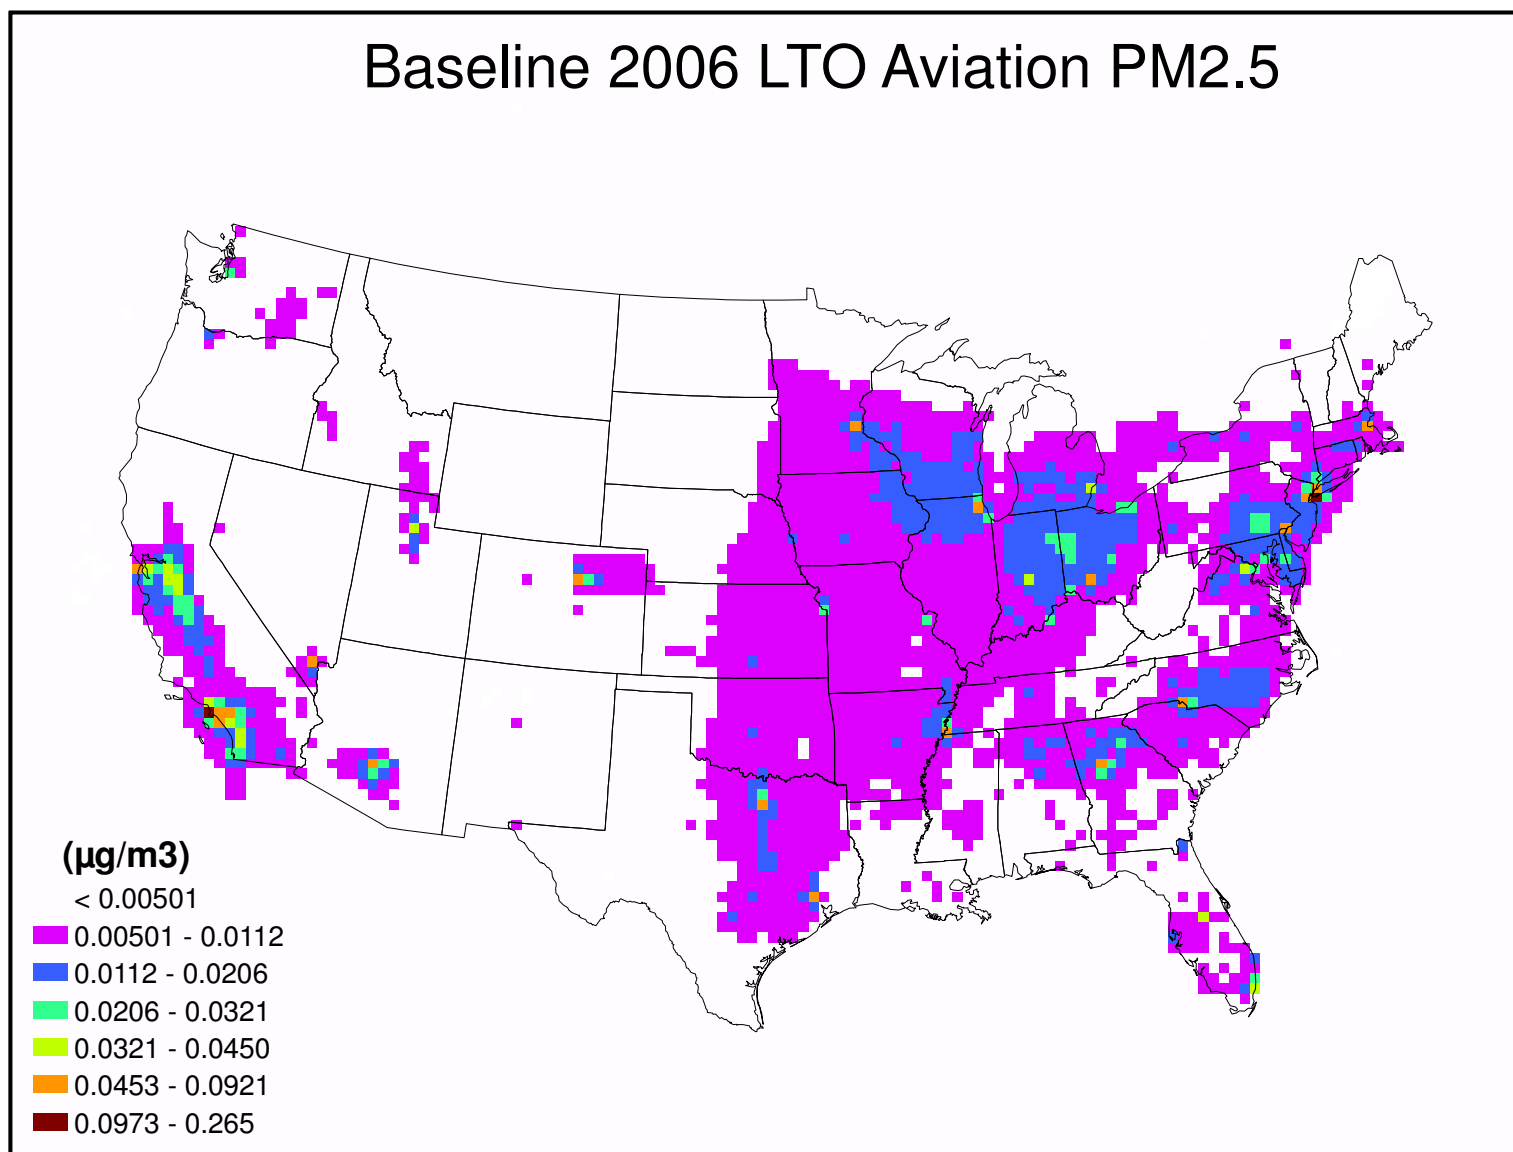 Baseline 2006 LTO Aviation PM2.5
(µg/m3)
< 0.00501
0.00501 - 0.0112
0.0112 - 0.0206
0.0206 - 0.0321
0.0321 - 0.0450
0.0453 - 0.0921
0.0973 - 0.265